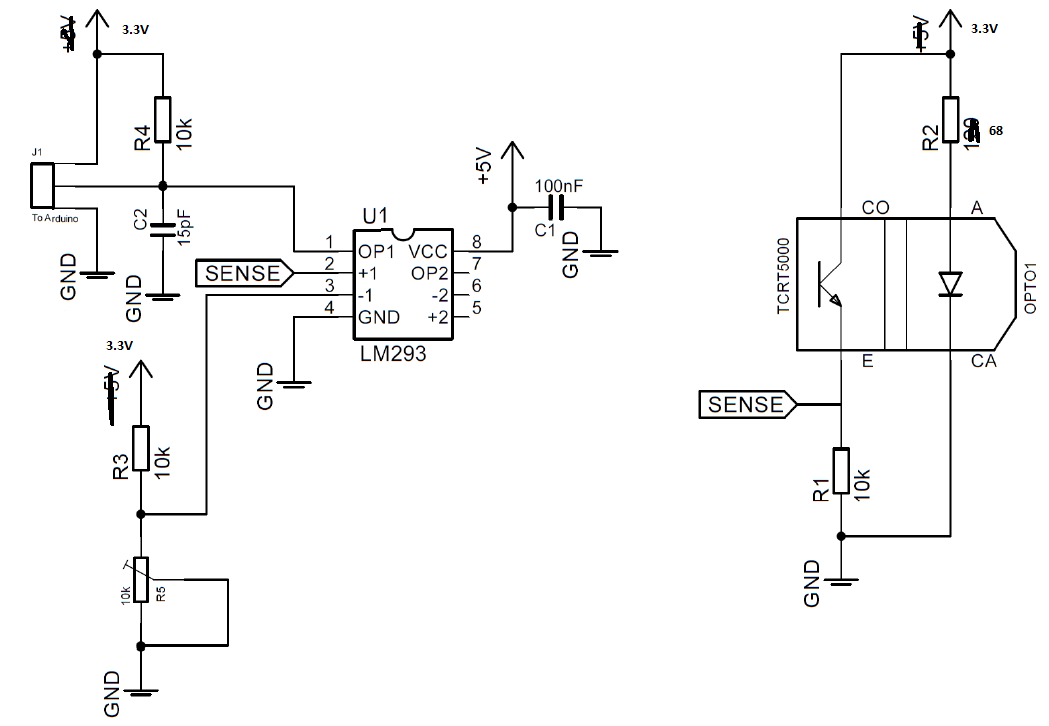 +5V
3.3V
R4
10k
J1
To Arduino
C2
15pF
GND
GND
U1
1 OP1 VCC 8
SENSE 2 +1 OP2 7
3 -1 -2 6
4 GND +2 5
LM293
GND
+5V
100nF
C1
GND
3.3V
+5V
R3
10k
10k
R5
GND
+5V
3.3V
R2
68
CO
A
TCRT5000
OPTO1
E
CA
SENSE
R1
10k
GND